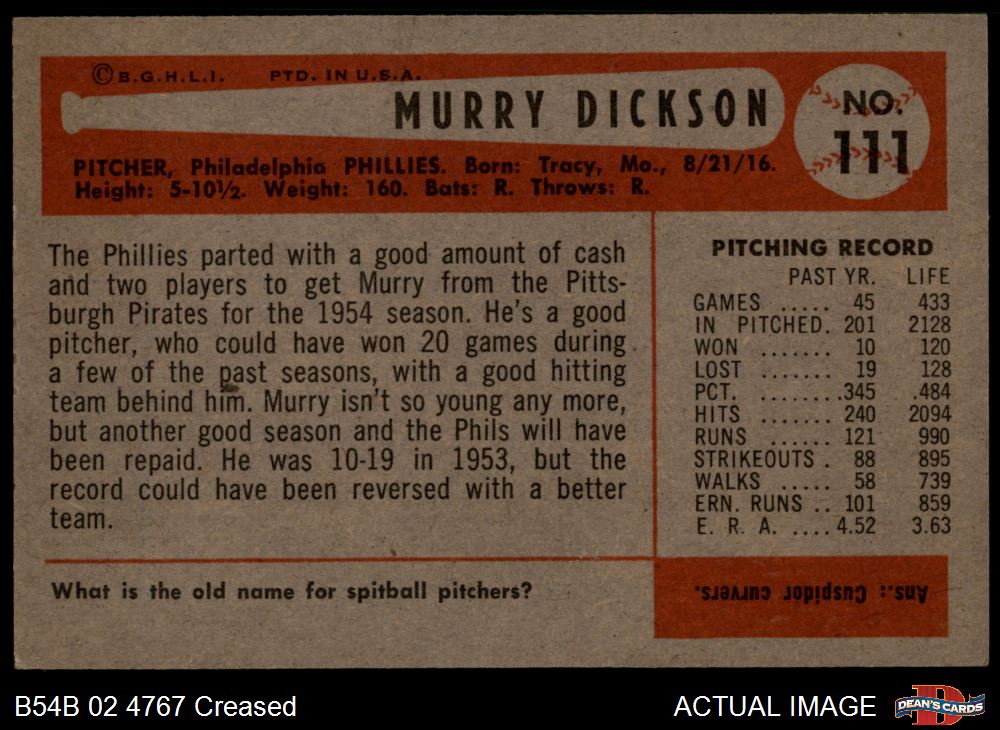 ©B.G.H.L.I. PTD. IN U.S.A.
MURRY DICKSON
NO.
111
PITCHER, Philadelphia PHILLIES. Born: Tracy, Mo., 8/21/16.
Height: 5-10½. Weight: 160. Bats: R. Throws: R.
The Phillies parted with a good amount of cash
and two players to get Murry from the Pitts-
burgh Pirates for the 1954 season. He's a good
pitcher, who could have won 20 games during
a few of the past seasons, with a good hitting
team behind him. Murry isn't so young any more,
but another good season and the Phils will have
been repaid. He was 10-19 in 1953, but the
record could have been reversed with a better
team.
PITCHING RECORD
PAST YR. LIFE
GAMES ..... 45 433
IN PITCHED. 201 2128
WON ....... 10 120
LOST ....... 19 128
PCT. ........345 .484
HITS ....... 240 2094
RUNS ...... 121 990
STRIKEOUTS . 88 895
WALKS ..... 58 739
ERN. RUNS .. 101 859
E. R. A. ....4.52 3.63
What is the old name for spitball pitchers?
Ans.: Cuspidor curvers.
B54B 02 4767 Creased
ACTUAL IMAGE
D
DEAN'S CARDS